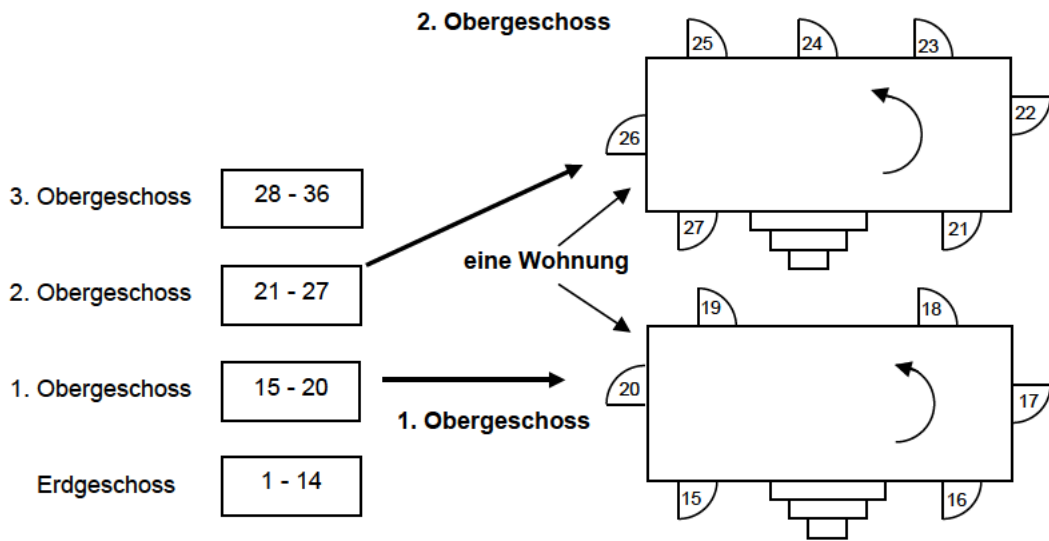 2. Obergeschoss
25
24
23
22
26
27
21
3. Obergeschoss
28 - 36
eine Wohnung
2. Obergeschoss
21 - 27
19
18
1. Obergeschoss
15 - 20
20
17
1. Obergeschoss
15
16
Erdgeschoss
1 - 14